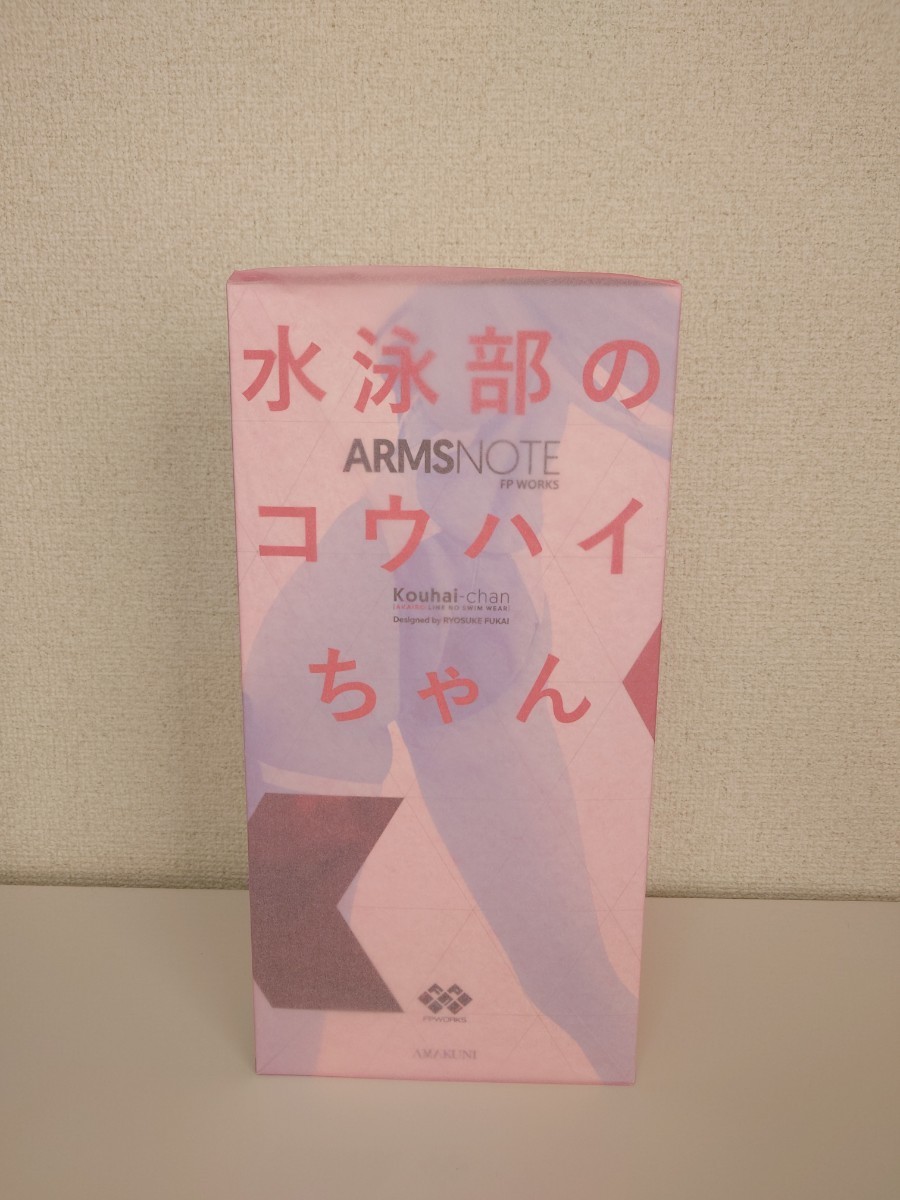 水泳部の
ARMSNOTE
FP WORKS
コウハイ
Kouhai-chan
[AKAIRO LINE NO SWIM WEAR]
Designed by RYOSUKE FUKAI
ちゃん
FPWORKS
AMAKUNI